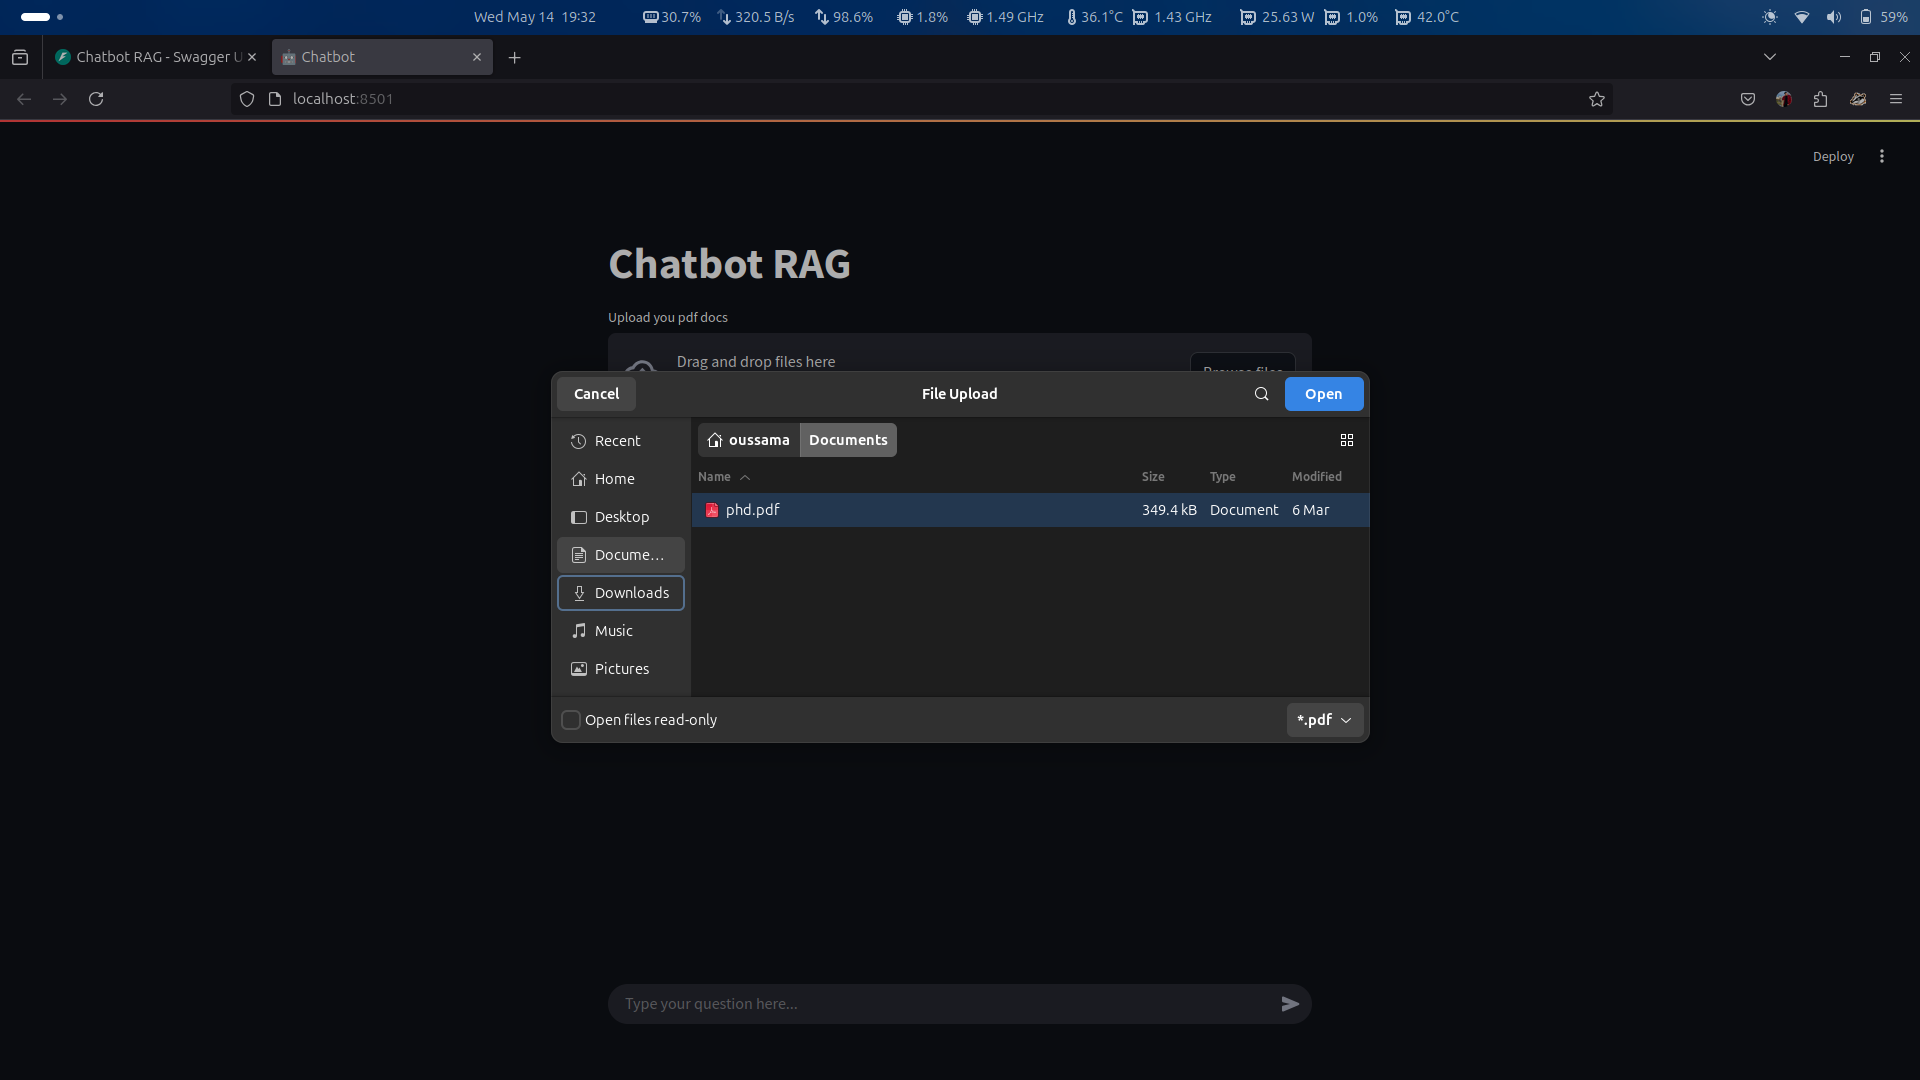 Wed May 14 19:32 30.7% 320.5 B/s 98.6% 1.8% 1.49 GHz 36.1°C 1.43 GHz 25.63 W 1.0% 42.0°C 59%
Chatbot RAG - Swagger U Chatbot
localhost:8501
Deploy
Chatbot RAG
Upload you pdf docs
Drag and drop files here
Browse files
Cancel File Upload Open
Recent
Home
Desktop
Docume...
Downloads
Music
Pictures
oussama Documents
Name Size Type Modified
phd.pdf 349.4 kB Document 6 Mar
Open files read-only *.pdf
Type your question here...